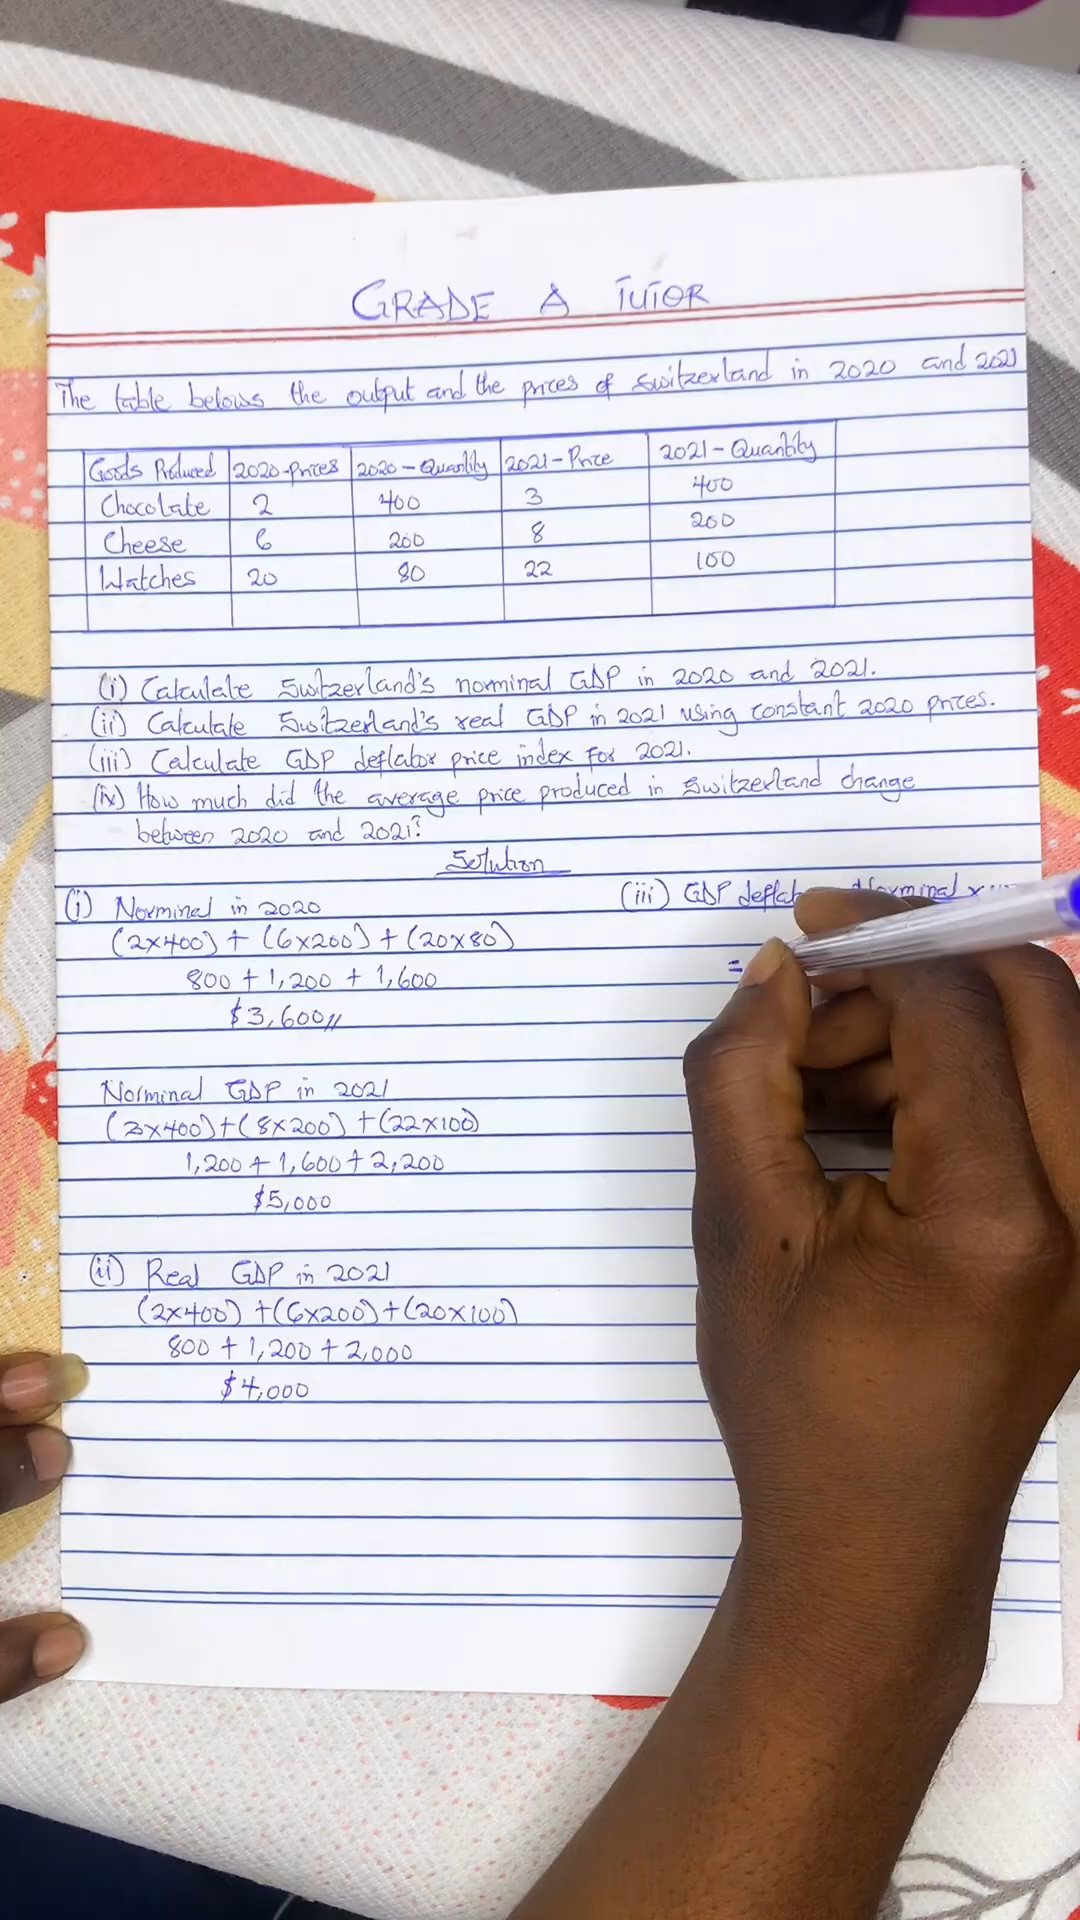 GRADE A TUTOR
The table belows the output and the prices of Switzerland in 2020 and 2021
Goods Produced 2020-Prices 2020-Quantity 2021-Price 2021-Quantity
Chocolate 2 400 3 400
Cheese 6 200 8 200
Watches 20 80 22 100
(i) Calculate Switzerland's nominal GDP in 2020 and 2021.
(ii) Calculate Switzerland's real GDP in 2021 using constant 2020 prices.
(iii) Calculate GDP deflator price index for 2021.
(iv) How much did the average price produced in Switzerland change
between 2020 and 2021?
Solution
(i) Norminal in 2020
(2x400) + (6x200) + (20x80)
800 + 1,200 + 1,600
$3,600//
Norminal GDP in 2021
(3x400)+(8x200)+(22x100)
1,200+1,600+2,200
$5,000
(ii) Real GDP in 2021
(2x400)+(6x200)+(20x100)
800+1,200+2,000
$4,000
(iii) GDP Norminal x
=